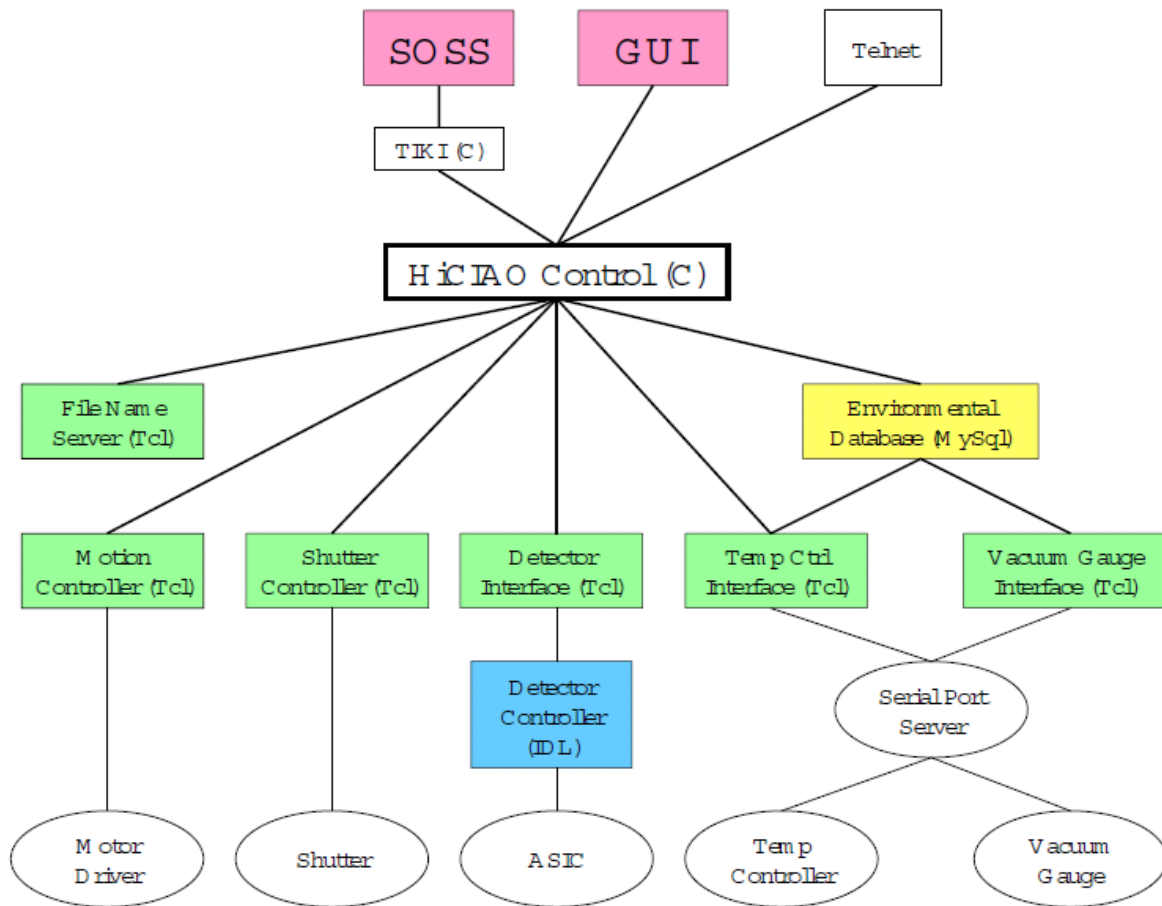 SOSS
GUI
Telnet
TIKI (C)
HiCIAO Control (C)
File Name
Server (Tcl)
Environmental
Database (MySql)
Motion
Controller (Tcl)
Shutter
Controller (Tcl)
Detector
Interface (Tcl)
Temp Ctrl
Interface (Tcl)
Vacuum Gauge
Interface (Tcl)
Detector
Controller
(IDL)
Serial Port
Server
Motor
Driver
Shutter
ASIC
Temp
Controller
Vacuum
Gauge